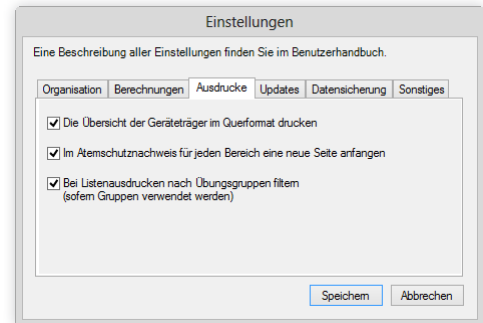 Einstellungen
Eine Beschreibung aller Einstellungen finden Sie im Benutzerhandbuch.
Organisation Berechnungen Ausdrucke Updates Datensicherung Sonstiges
Die Übersicht der Geräteträger im Querformat drucken
Im Atemschutznachweis für jeden Bereich eine neue Seite anfangen
Bei Listenausdrucken nach Übungsgruppen filtern
(sofern Gruppen verwendet werden)
Speichern Abbrechen